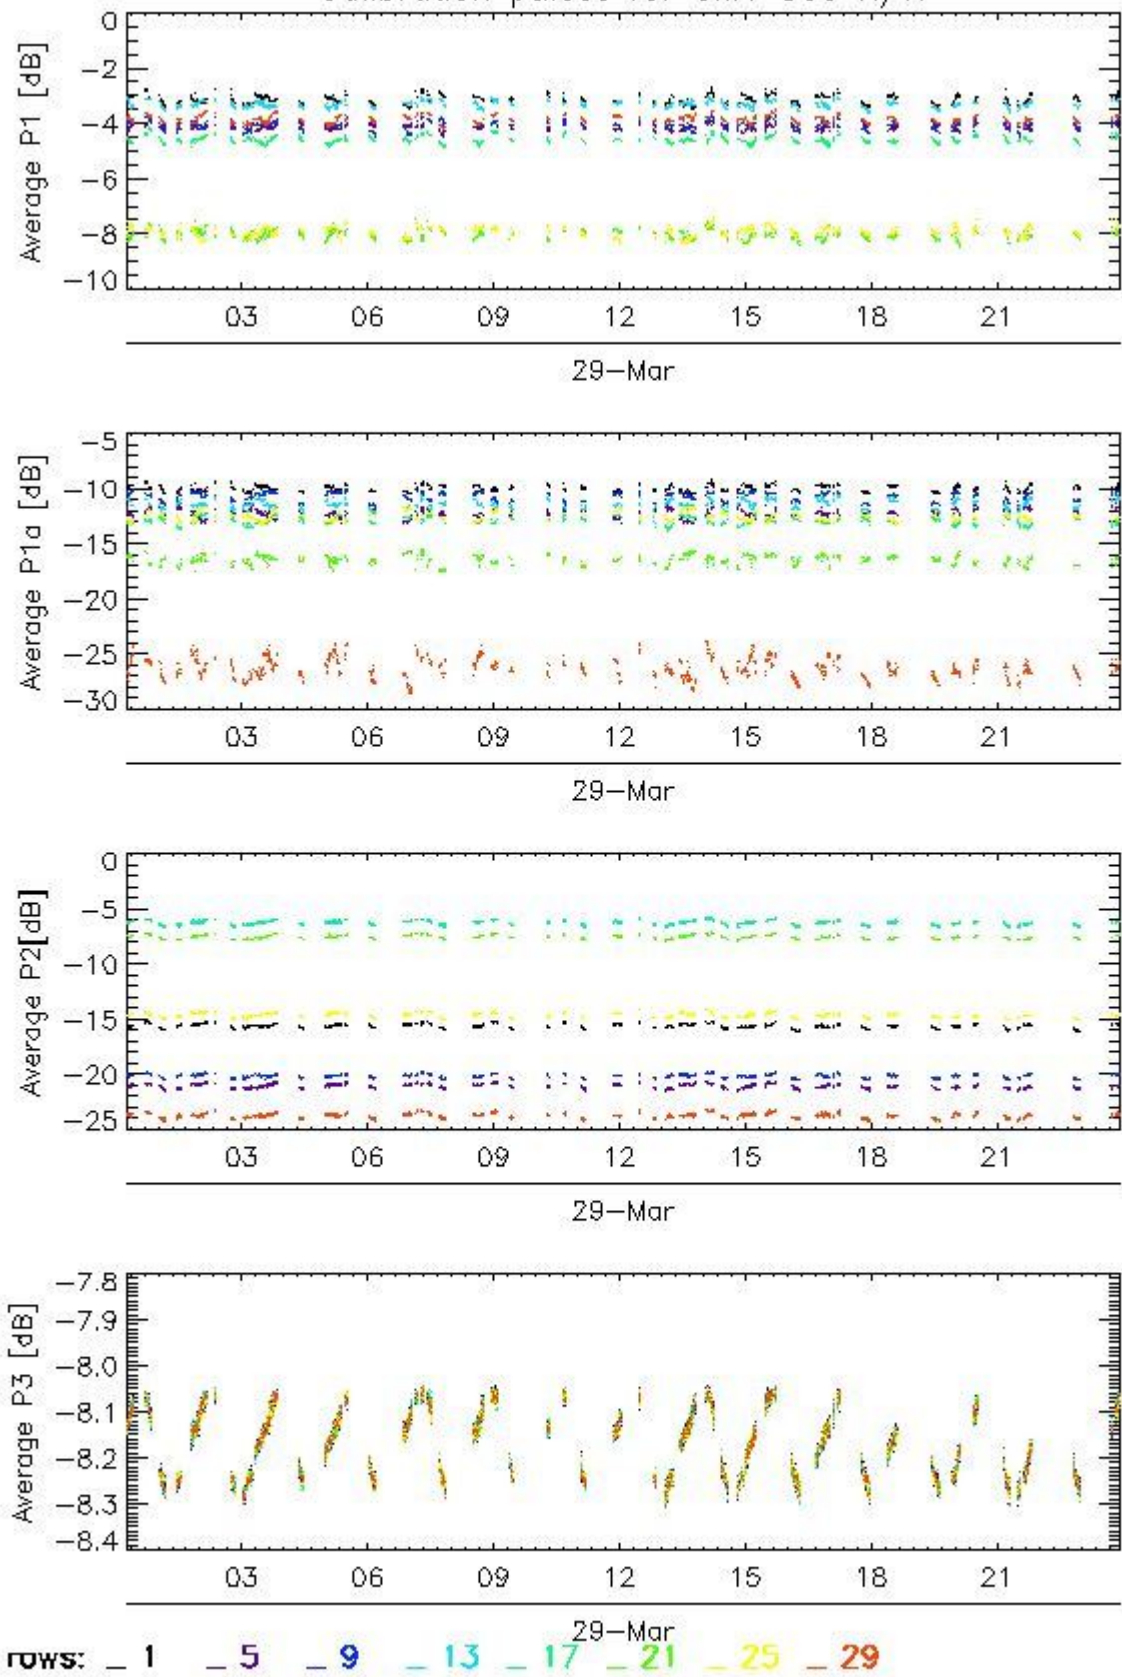 Average P1 [dB]
0
−2
−4
−6
−8
−10
03 06 09 12 15 18 21
29−Mar
Average P1a [dB]
−5
−10
−15
−20
−25
−30
03 06 09 12 15 18 21
29−Mar
Average P2[dB]
0
−5
−10
−15
−20
−25
03 06 09 12 15 18 21
29−Mar
Average P3 [dB]
−7.8
−7.9
−8.0
−8.1
−8.2
−8.3
−8.4
03 06 09 12 15 18 21
29−Mar
rows: _ 1 _ 5 _ 9 _ 13 _ 17 _ 21 _ 25 _ 29